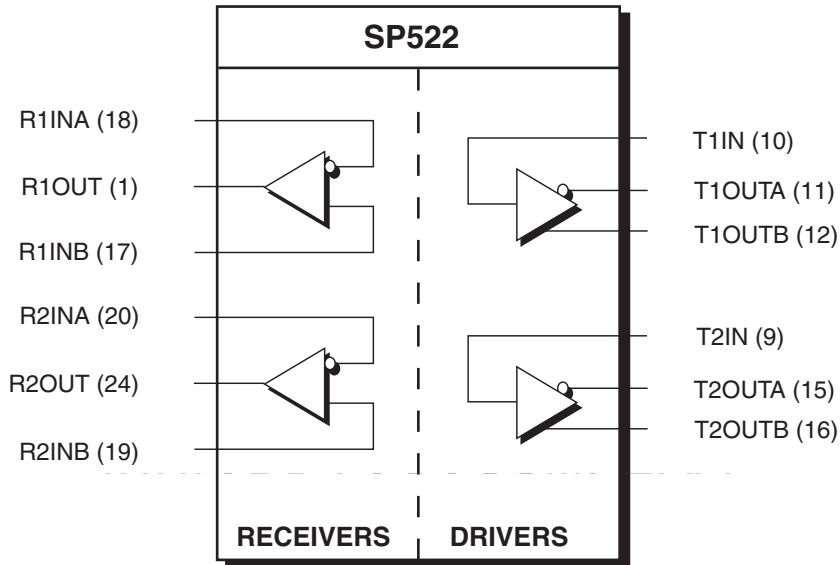 SP522
R1INA (18)
R1OUT (1)
R1INB (17)
R2INA (20)
R2OUT (24)
R2INB (19)
T1IN (10)
T1OUTA (11)
T1OUTB (12)
T2IN (9)
T2OUTA (15)
T2OUTB (16)
RECEIVERS
DRIVERS